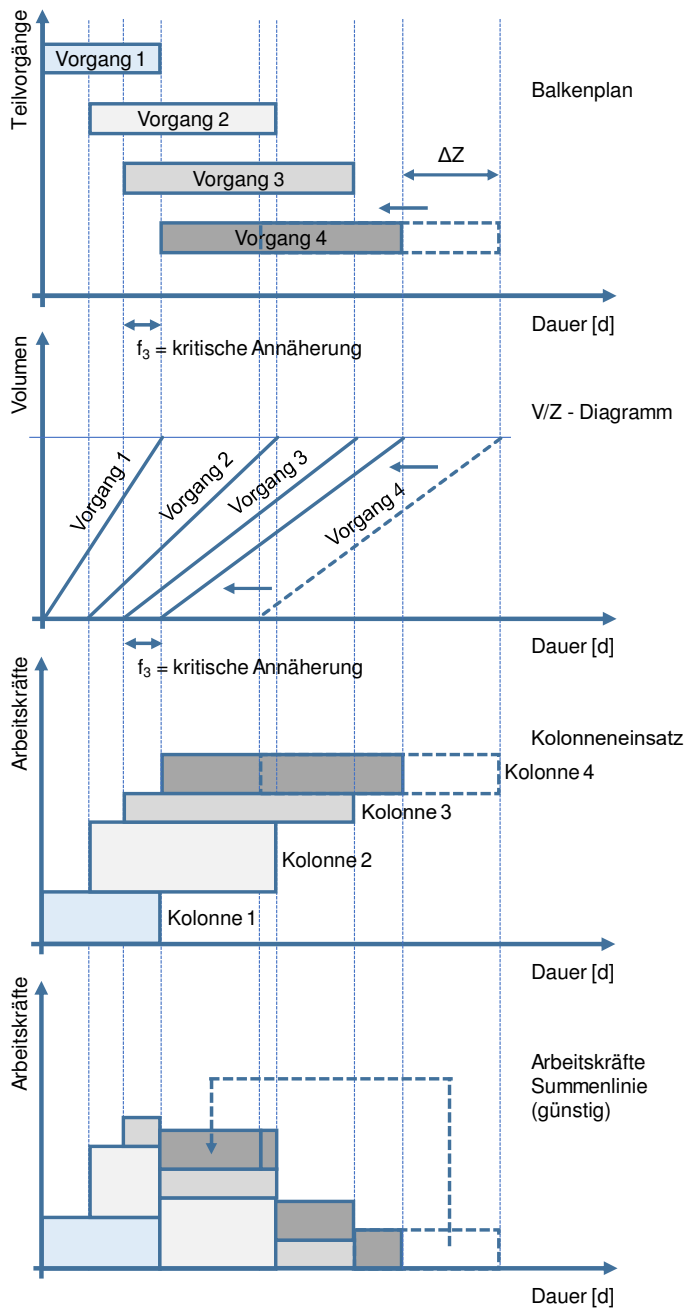 Teilvorgänge
Vorgang 1
Balkenplan
Vorgang 2
ΔZ
Vorgang 3
Vorgang 4
Dauer [d]
f₃ = kritische Annäherung
Volumen
V/Z - Diagramm
Vorgang 1
Vorgang 2
Vorgang 3
Vorgang 4
Dauer [d]
f₃ = kritische Annäherung
Arbeitskräfte
Kolonneneinsatz
Kolonne 4
Kolonne 3
Kolonne 2
Kolonne 1
Dauer [d]
Arbeitskräfte
Arbeitskräfte
Summenlinie
(günstig)
Dauer [d]